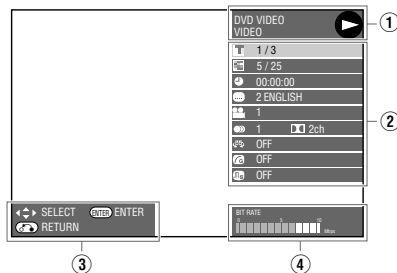 DVD VIDEO
VIDEO
1
T 1 / 3
5 / 25
00:00:00
2 ENGLISH
1
1 2ch
OFF
OFF
OFF
2
SELECT ENTER ENTER
RETURN
BIT RATE
0 5 10
Mbps
3
4